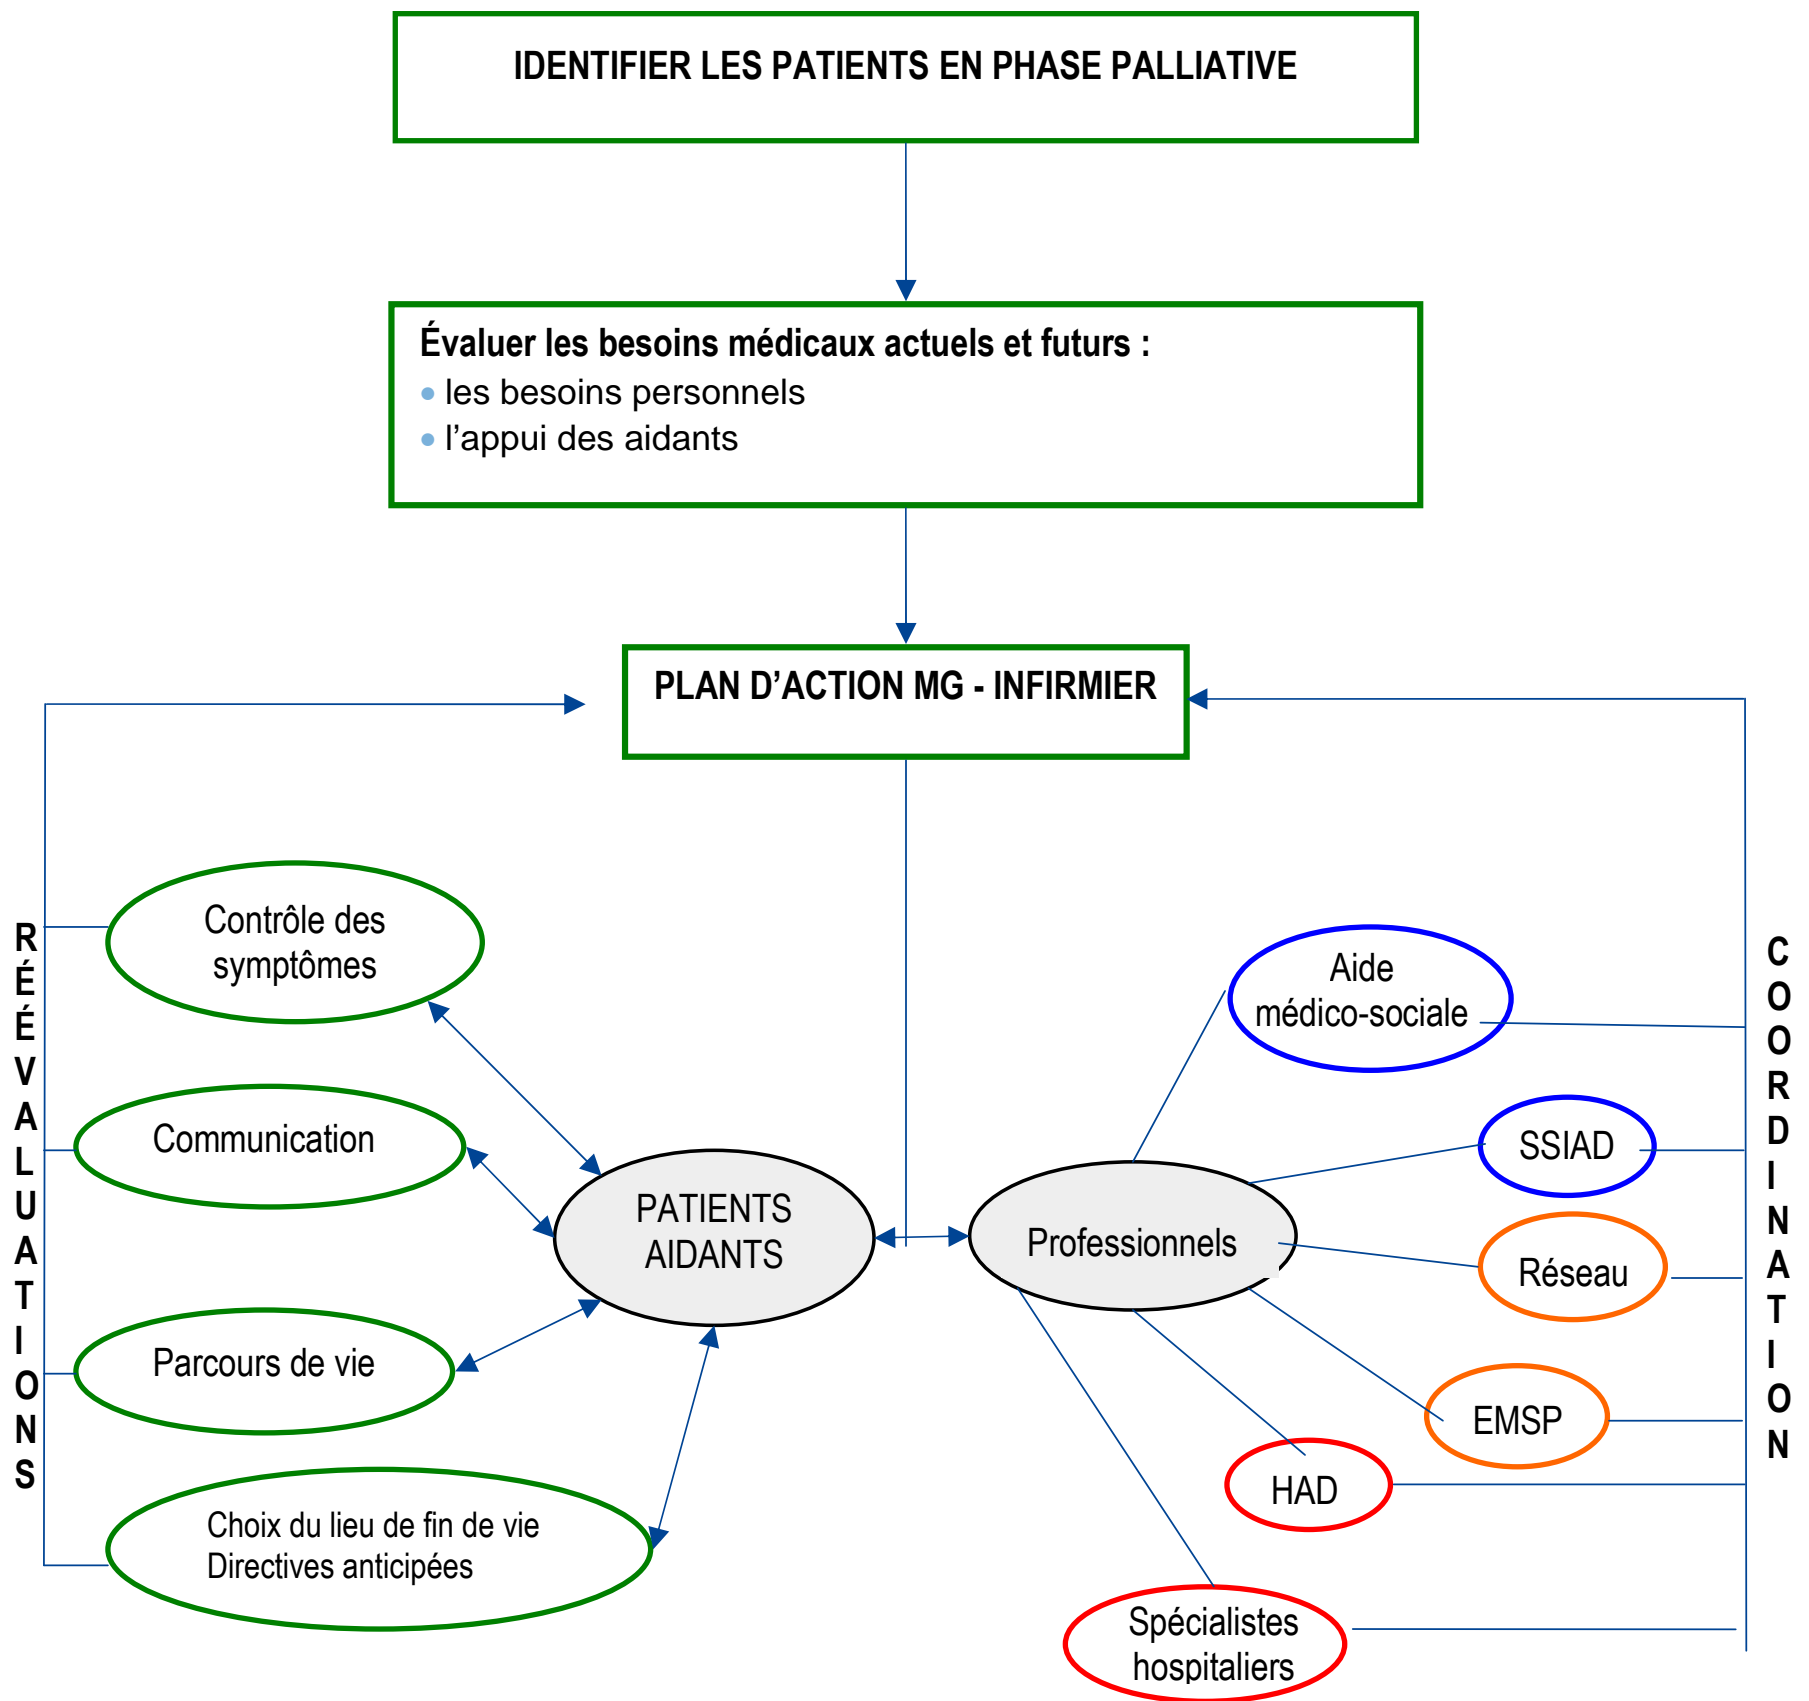 IDENTIFIER LES PATIENTS EN PHASE PALLIATIVE
Évaluer les besoins médicaux actuels et futurs :
• les besoins personnels
• l'appui des aidants
PLAN D'ACTION MG - INFIRMIER
RÉÉVALUATIONS
Contrôle des
symptômes
Communication
Parcours de vie
Choix du lieu de fin de vie
Directives anticipées
PATIENTS
AIDANTS
Professionnels
Aide
médico-sociale
SSIAD
Réseau
EMSP
HAD
Spécialistes
hospitaliers
COORDINATION